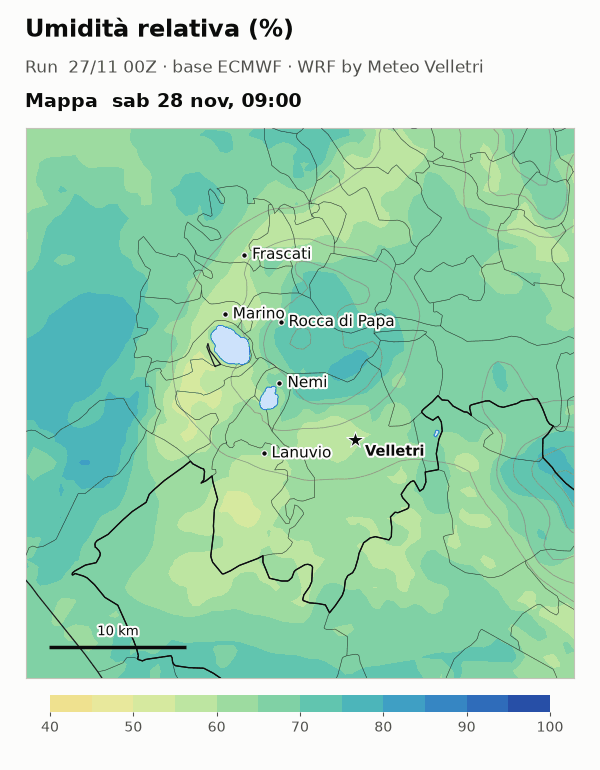 Umidità relativa (%)
Run  27/11 00Z · base ECMWF · WRF by Meteo Velletri
Mappa  sab 28 nov, 09:00
Frascati
Marino
Rocca di Papa
Nemi
Velletri
Lanuvio
10 km
40 50 60 70 80 90 100